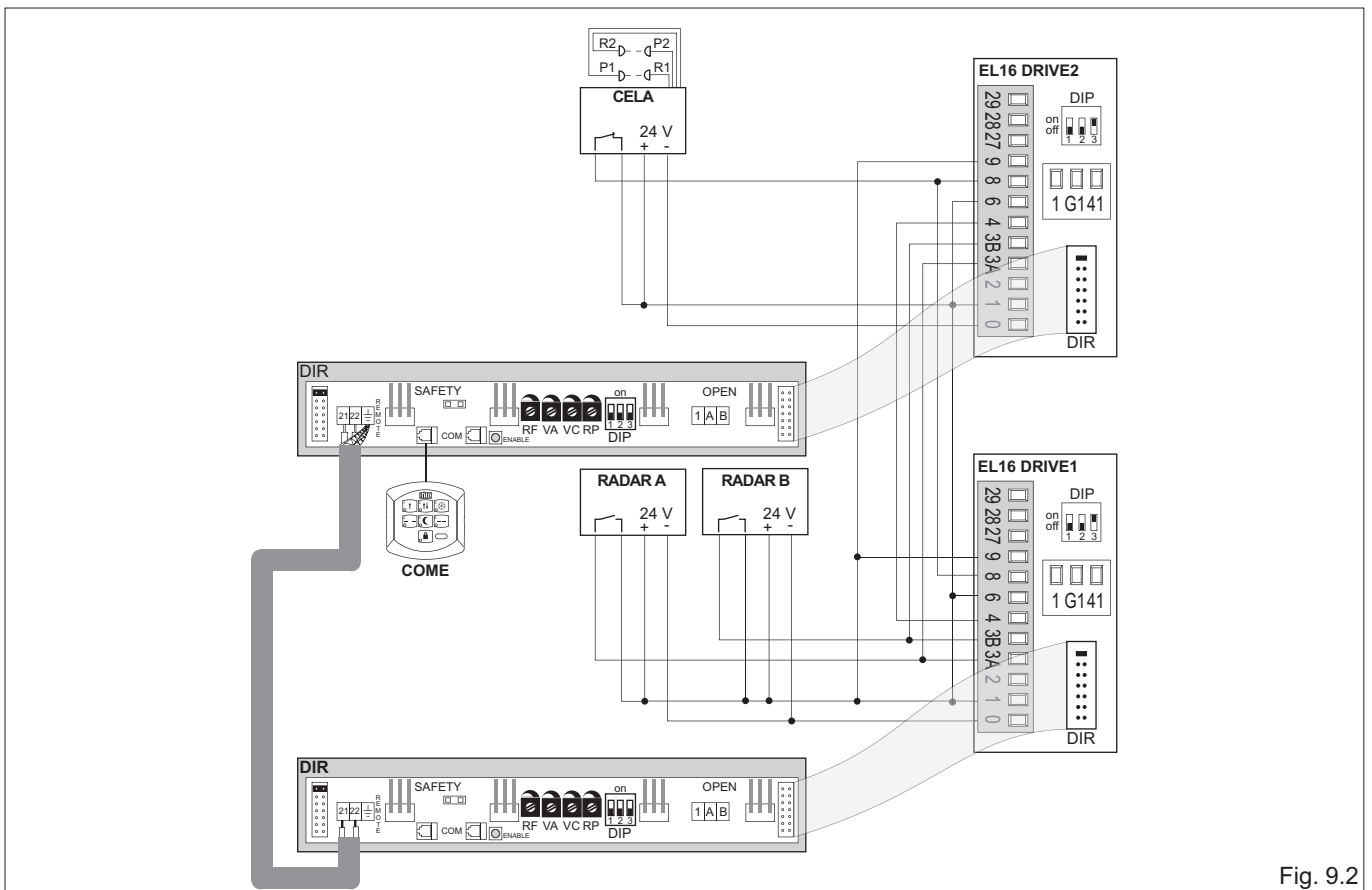 R2 P2
P1 R1
CELA
24 V
+ -
EL16 DRIVE2
DIP
on
off
1 2 3
29
28
27
9
8
6
4
3B
3A
2
1
0
1 G141
DIR
DIR
SAFETY
on
OPEN
21 22
REMOTE
COM
ENABLE
RF VA VC RP
1 2 3
DIP
1 A B
COME
RADAR A
24 V
+ -
RADAR B
24 V
+ -
EL16 DRIVE1
DIP
on
off
1 2 3
29
28
27
9
8
6
4
3B
3A
2
1
0
1 G141
DIR
DIR
SAFETY
on
OPEN
21 22
REMOTE
COM
ENABLE
RF VA VC RP
1 2 3
DIP
1 A B
Fig. 9.2